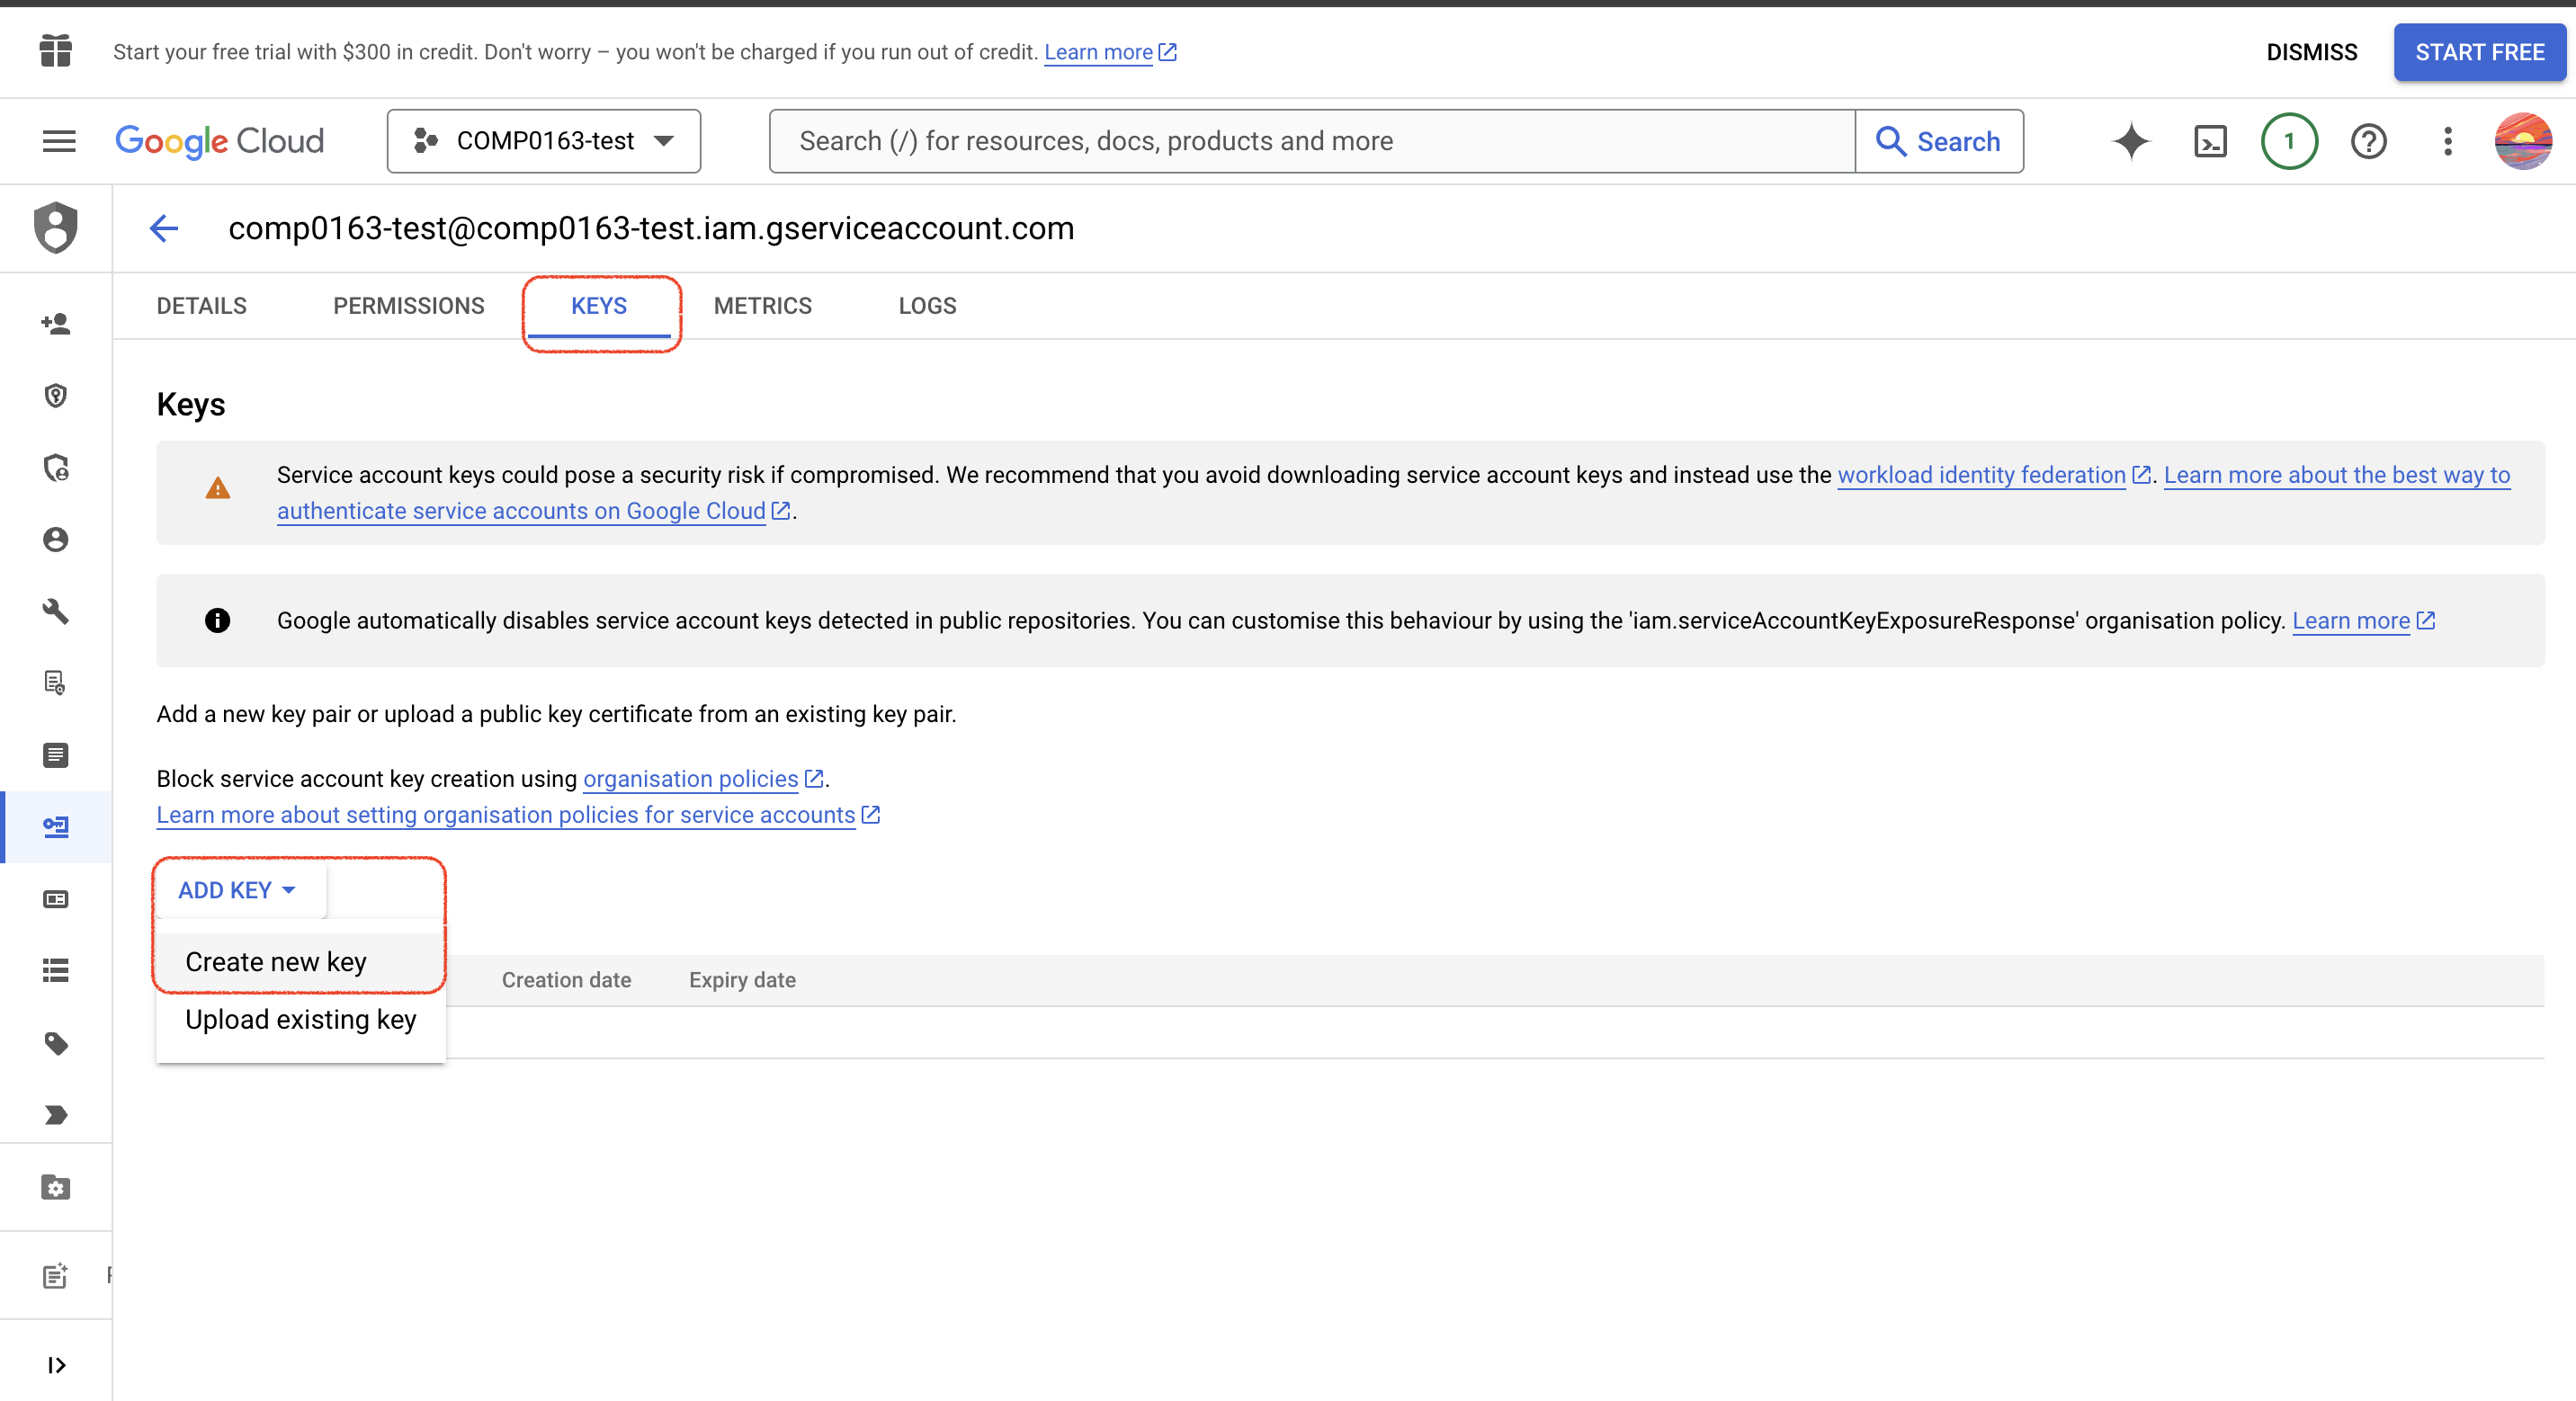 Start your free trial with $300 in credit. Don't worry – you won't be charged if you run out of credit. Learn more
DISMISS
START FREE
Google Cloud
COMP0163-test
Search (/) for resources, docs, products and more
Search
1
comp0163-test@comp0163-test.iam.gserviceaccount.com
DETAILS
PERMISSIONS
KEYS
METRICS
LOGS
Keys
Service account keys could pose a security risk if compromised. We recommend that you avoid downloading service account keys and instead use the workload identity federation. Learn more about the best way to
authenticate service accounts on Google Cloud.
Google automatically disables service account keys detected in public repositories. You can customise this behaviour by using the 'iam.serviceAccountKeyExposureResponse' organisation policy. Learn more
Add a new key pair or upload a public key certificate from an existing key pair.
Block service account key creation using organisation policies.
Learn more about setting organisation policies for service accounts
ADD KEY
Create new key
Creation date
Expiry date
Upload existing key